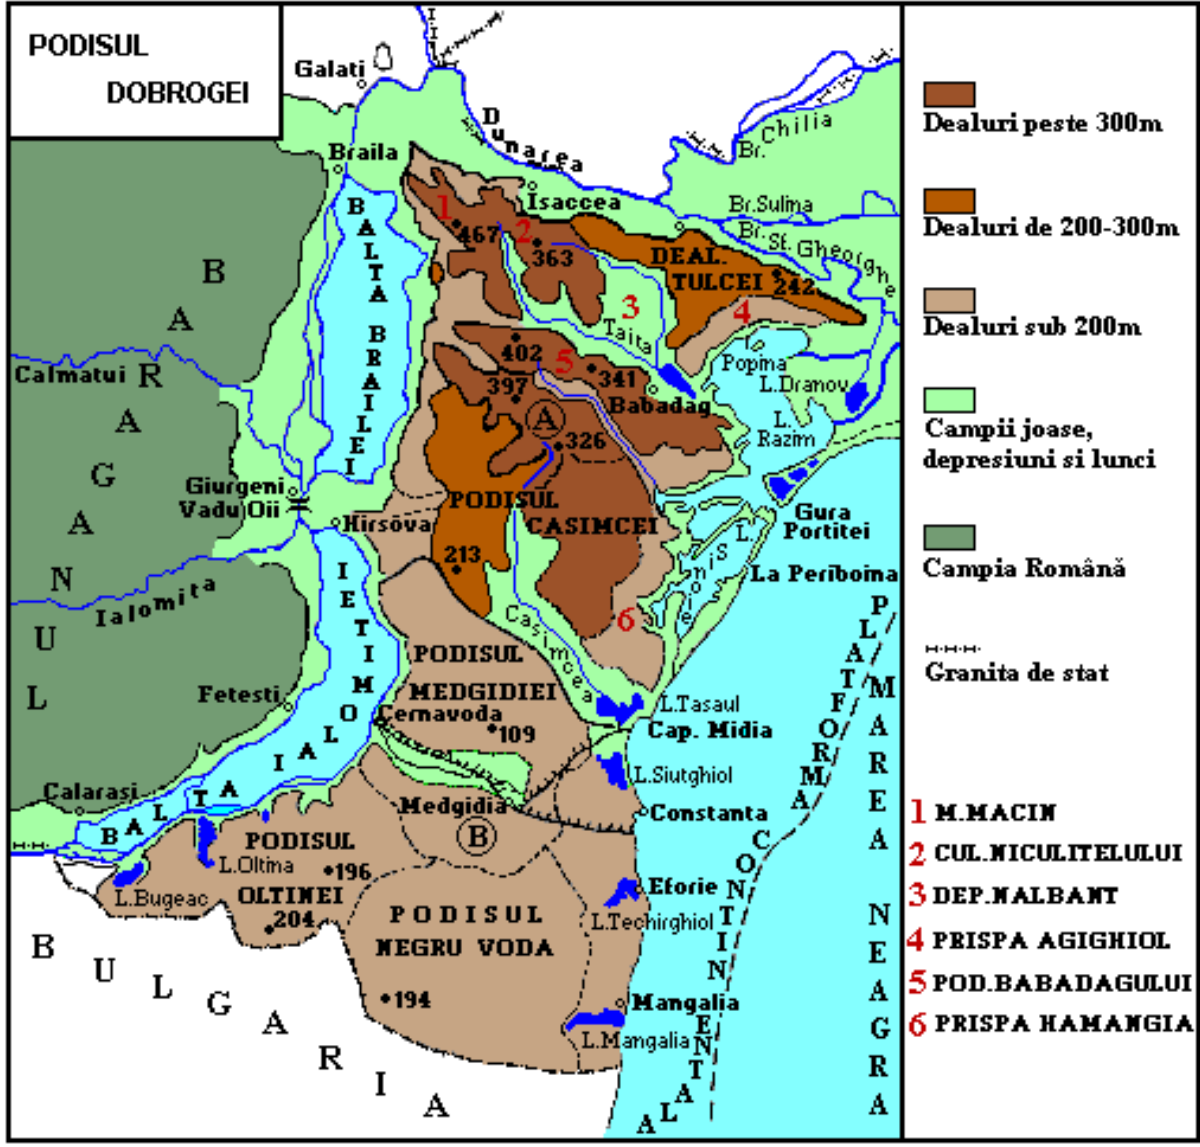 PODISUL
DOBROGEI
Galati
Dunarea
Braila
Isaccea
Br. Chilia
Br.Sulina
Br. St. Gheorghe
BALTA BRAILEI
1
467
2
363
DEAL.
TULCEI
242
3
4
Taita
Popina
L.Dranov
402
5
341
397
Babadag
L.
Razim
A
326
Calmatui
BARAGANUL
Giurgeni
Vadu Oii
Hirsova
PODISUL
CASIMCEI
Gura
Portitei
L. Sinoie
213
La Periboina
Ialomita
6
Casimcea
PODISUL
MEDGIDIEI
Fetesti
Cernavoda
109
L.Tasaul
Cap. Midia
L.Siutghiol
BALTA IALOMITEI
Calarasi
Medgidia
Constanta
B
PODISUL
L.Oltina
196
OLTINEI
L.Bugeac
204
Eforie
L.Techirghiol
PODISUL
NEGRU VODA
194
Mangalia
L.Mangalia
BULGARIA
PLATFORMA
CONTINENTALA
MAREA NEAGRA
Dealuri peste 300m
Dealuri de 200-300m
Dealuri sub 200m
Campii joase,
depresiuni si lunci
Campia Română
Granita de stat
1 M.MACIN
2 CUL.NICULITELULUI
3 DEP.NALBANT
4 PRISPA AGIGHIOL
5 POD.BABADAGULUI
6 PRISPA HAMANGIA